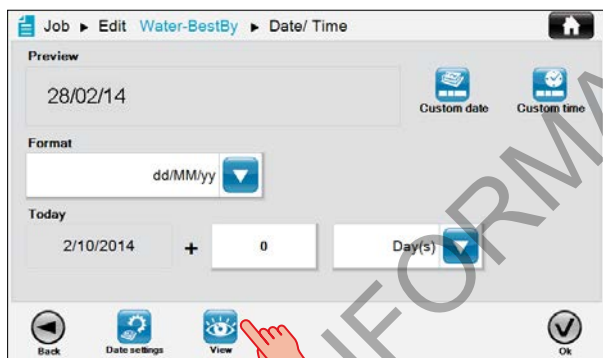 Job ▸ Edit Water-BestBy ▸ Date/ Time
Preview
28/02/14
Custom date Custom time
Format
dd/MM/yy
Today
2/10/2014 + 0 Day(s)
Back Date settings View Ok